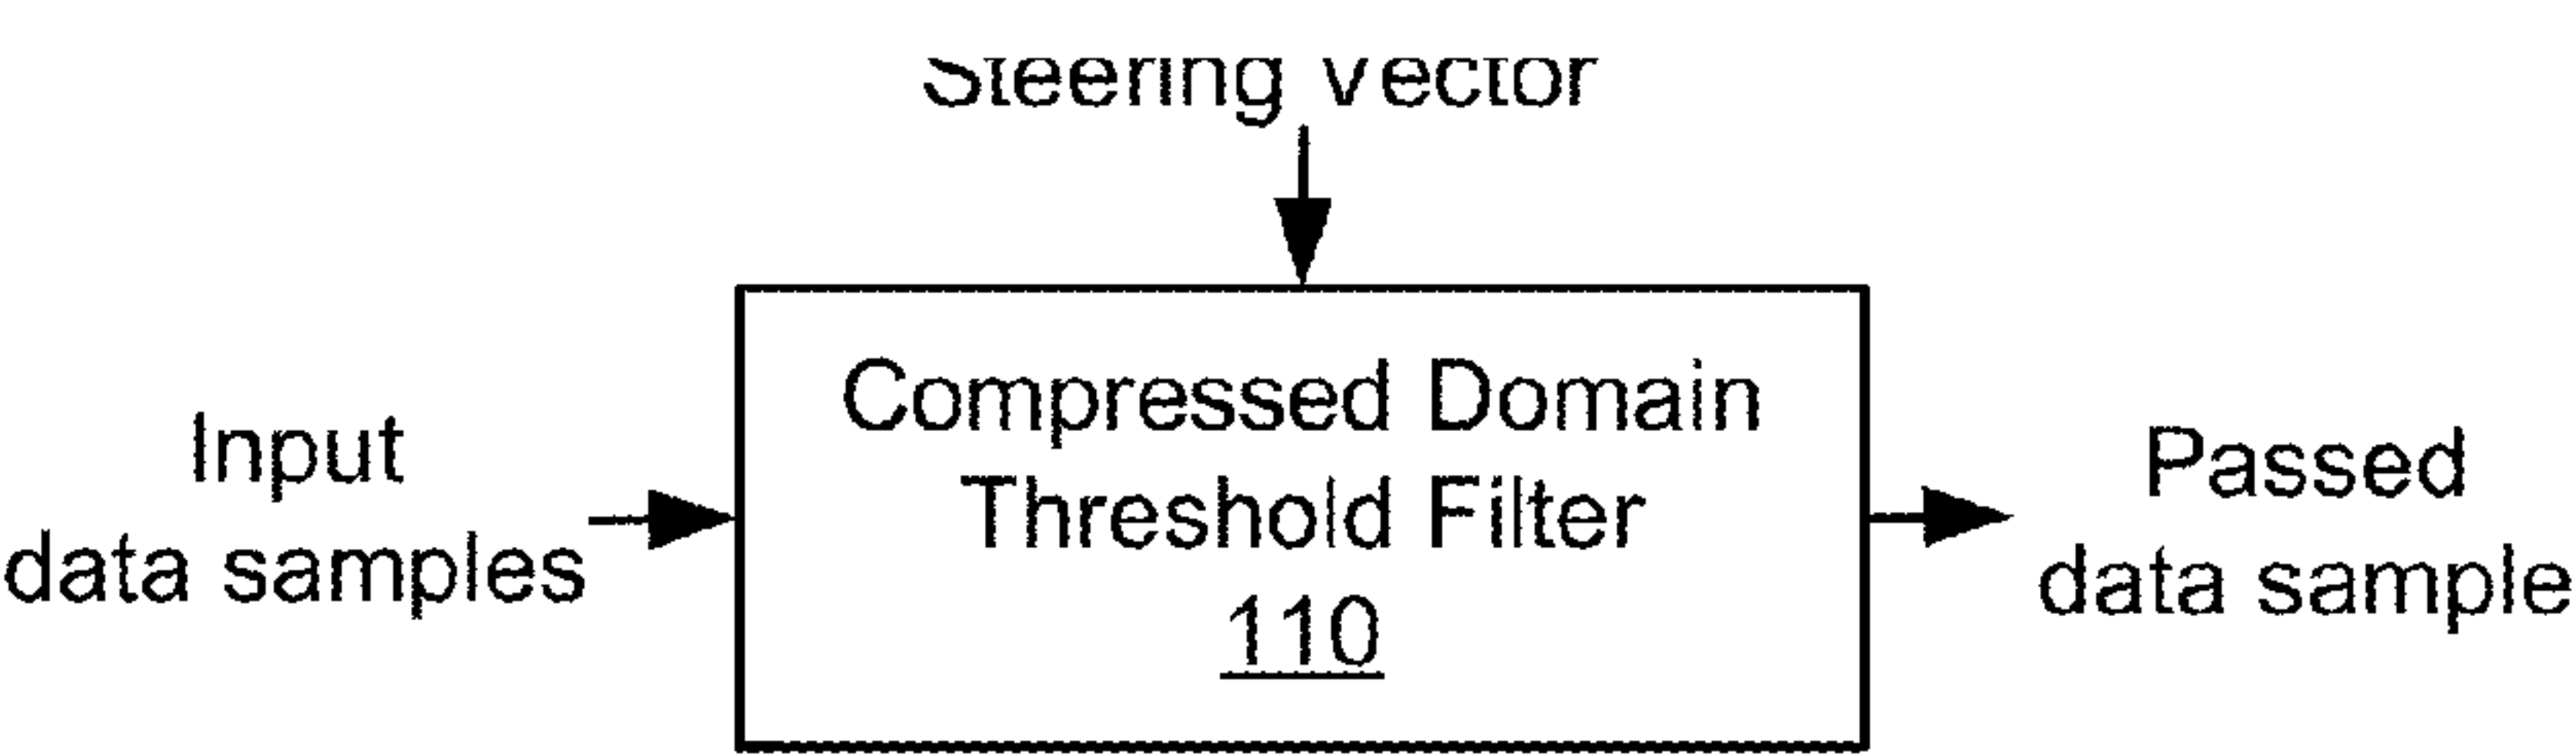 Steering Vector
Compressed Domain
Threshold Filter
110
Input
data samples
Passed
data sample